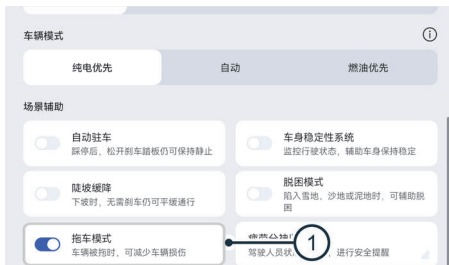 车辆模式
纯电优先
自动
燃油优先
场景辅助
自动驻车
踩停后，松开刹车踏板仍可保持静止
车身稳定性系统
监控行驶状态，辅助车身保持稳定
陡坡缓降
下坡时，无需刹车仍可平缓通行
脱困模式
陷入雪地、沙地或泥地时，可辅助脱
困
拖车模式
车辆被拖时，可减少车辆损伤
疲劳分神
驾驶人员状
，进行安全提醒
1